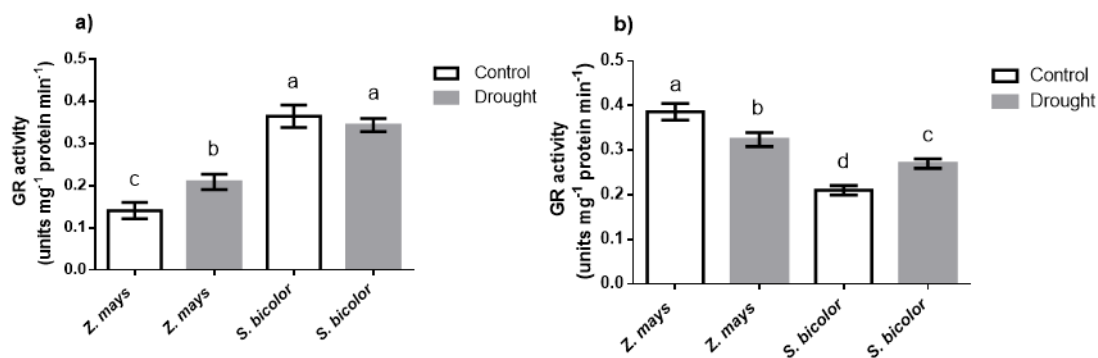 a)
GR activity
(units mg⁻¹ protein min⁻¹)
0.5
0.4
0.3
0.2
0.1
0.0
c
b
a
a
Z. mays
Z. mays
S. bicolor
S. bicolor
Control
Drought
b)
GR activity
(units mg⁻¹ protein min⁻¹)
0.5
0.4
0.3
0.2
0.1
0.0
a
b
d
c
Z. mays
Z. mays
S. bicolor
S. bicolor
Control
Drought